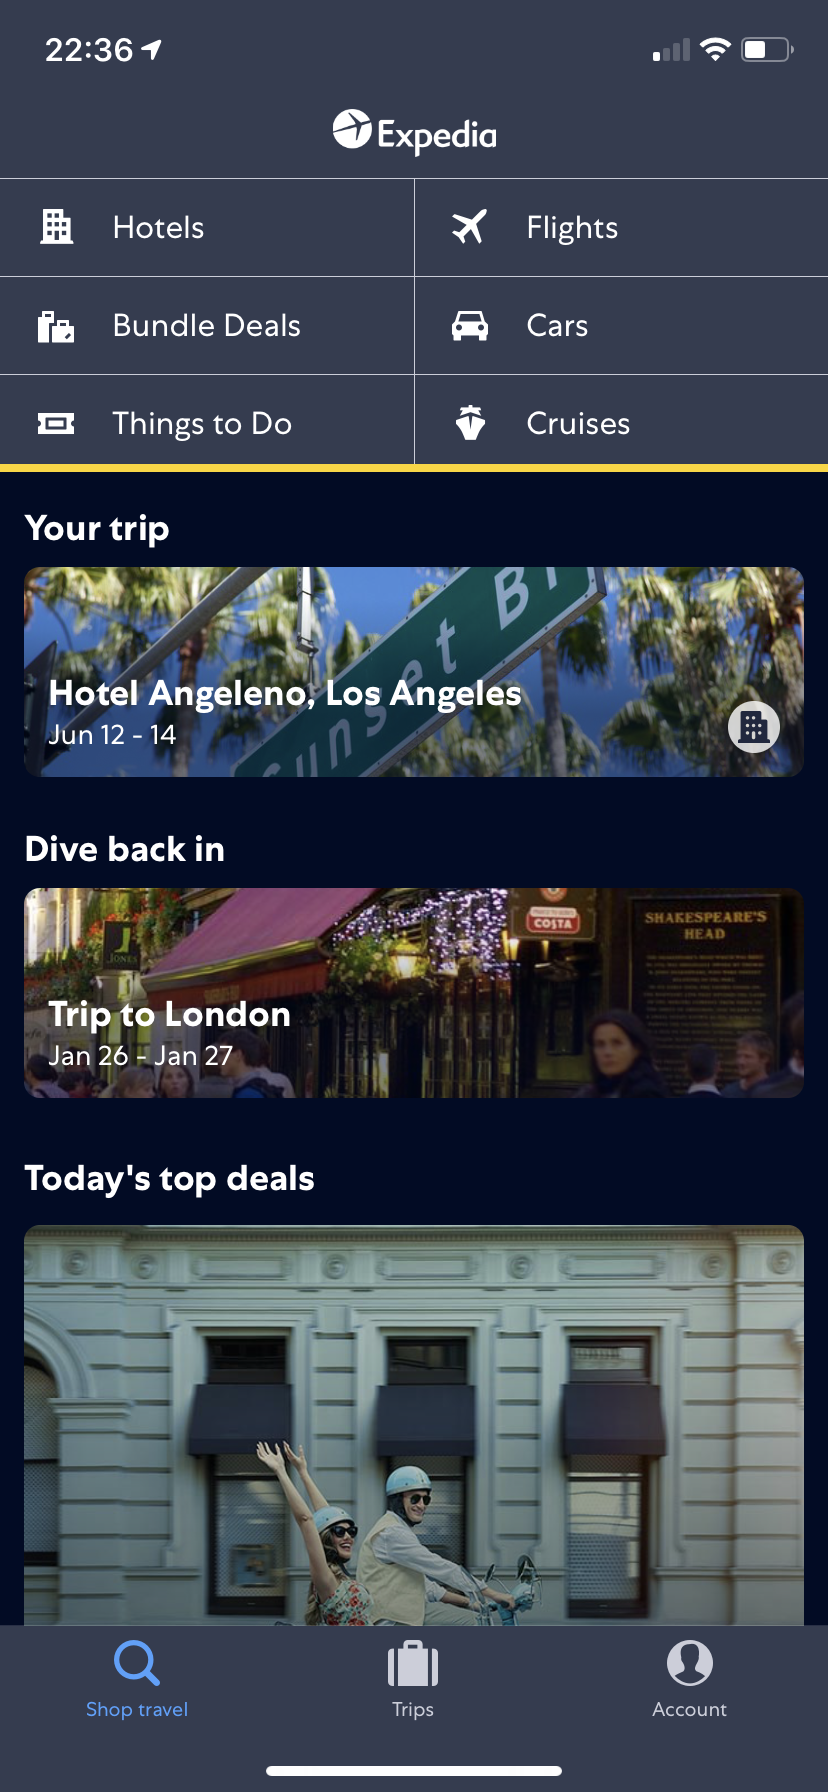 22:36
Expedia
Hotels
Flights
Bundle Deals
Cars
Things to Do
Cruises
Your trip
Sunset Bl
Hotel Angeleno, Los Angeles
Jun 12 - 14
Dive back in
JONES
COSTA
SHAKESPEARE'S
HEAD
Trip to London
Jan 26 - Jan 27
Today's top deals
Shop travel
Trips
Account